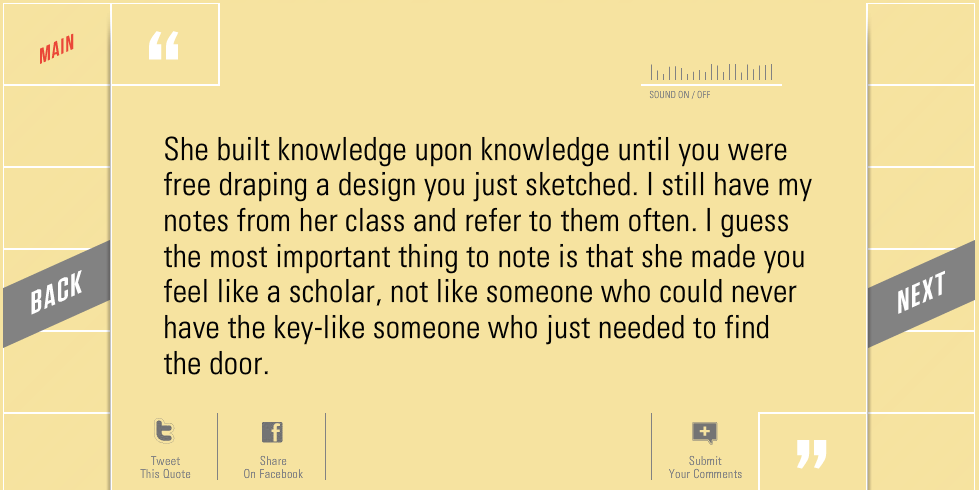 MAIN
“
SOUND ON / OFF
She built knowledge upon knowledge until you were
free draping a design you just sketched. I still have my
notes from her class and refer to them often. I guess
the most important thing to note is that she made you
feel like a scholar, not like someone who could never
have the key-like someone who just needed to find
the door.
BACK
NEXT
Tweet
This Quote
Share
On Facebook
Submit
Your Comments
”